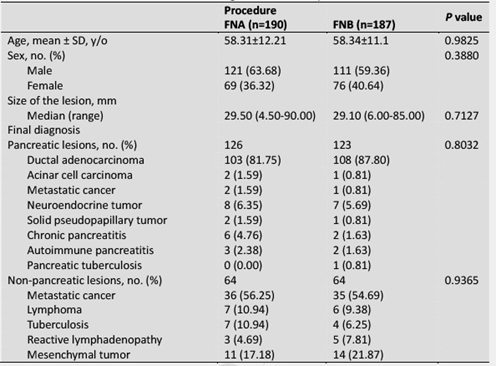 Procedure
FNA (n=190) FNB (n=187) P value
Age, mean ± SD, y/o 58.31±12.21 58.34±11.1 0.9825
Sex, no. (%) 0.3880
Male 121 (63.68) 111 (59.36)
Female 69 (36.32) 76 (40.64)
Size of the lesion, mm
Median (range) 29.50 (4.50-90.00) 29.10 (6.00-85.00) 0.7127
Final diagnosis
Pancreatic lesions, no. (%) 126 123 0.8032
Ductal adenocarcinoma 103 (81.75) 108 (87.80)
Acinar cell carcinoma 2 (1.59) 1 (0.81)
Metastatic cancer 2 (1.59) 1 (0.81)
Neuroendocrine tumor 8 (6.35) 7 (5.69)
Solid pseudopapillary tumor 2 (1.59) 1 (0.81)
Chronic pancreatitis 6 (4.76) 2 (1.63)
Autoimmune pancreatitis 3 (2.38) 2 (1.63)
Pancreatic tuberculosis 0 (0.00) 1 (0.81)
Non-pancreatic lesions, no. (%) 64 64 0.9365
Metastatic cancer 36 (56.25) 35 (54.69)
Lymphoma 7 (10.94) 6 (9.38)
Tuberculosis 7 (10.94) 4 (6.25)
Reactive lymphadenopathy 3 (4.69) 5 (7.81)
Mesenchymal tumor 11 (17.18) 14 (21.87)